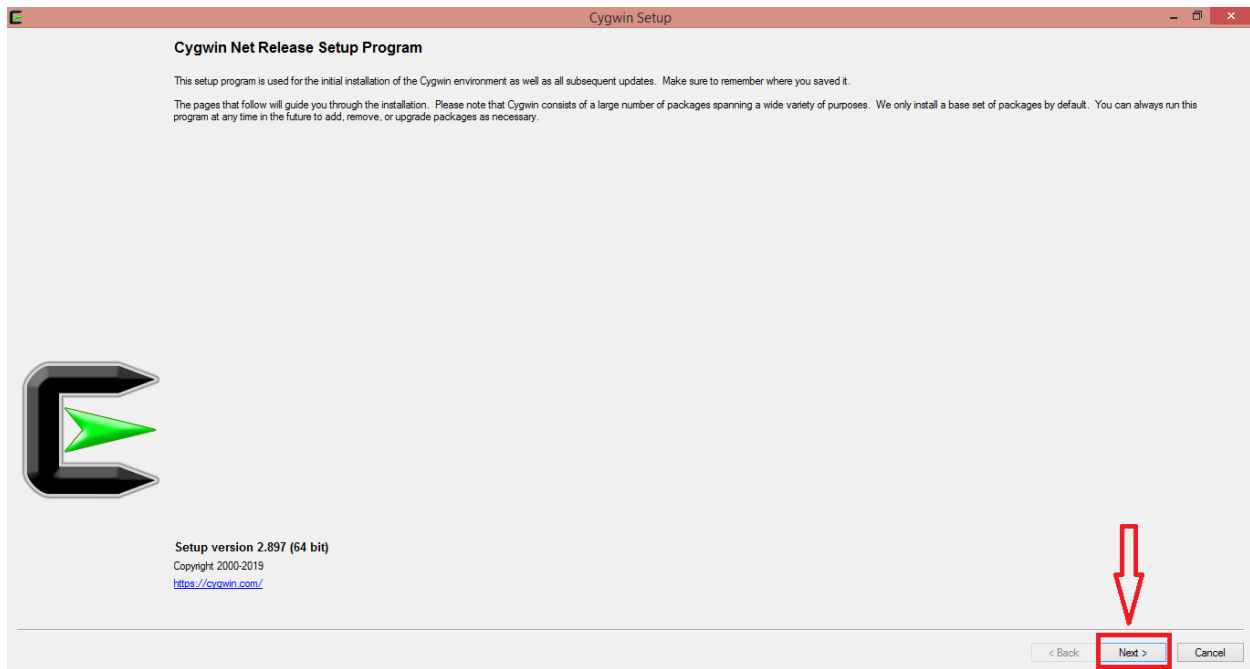 Cygwin Setup
Cygwin Net Release Setup Program
This setup program is used for the initial installation of the Cygwin environment as well as all subsequent updates.  Make sure to remember where you saved it.
The pages that follow will guide you through the installation.  Please note that Cygwin consists of a large number of packages spanning a wide variety of purposes.  We only install a base set of packages by default.  You can always run this
program at any time in the future to add, remove, or upgrade packages as necessary.
Setup version 2.897 (64 bit)
Copyright 2000-2019
https://cygwin.com/
< Back Next > Cancel